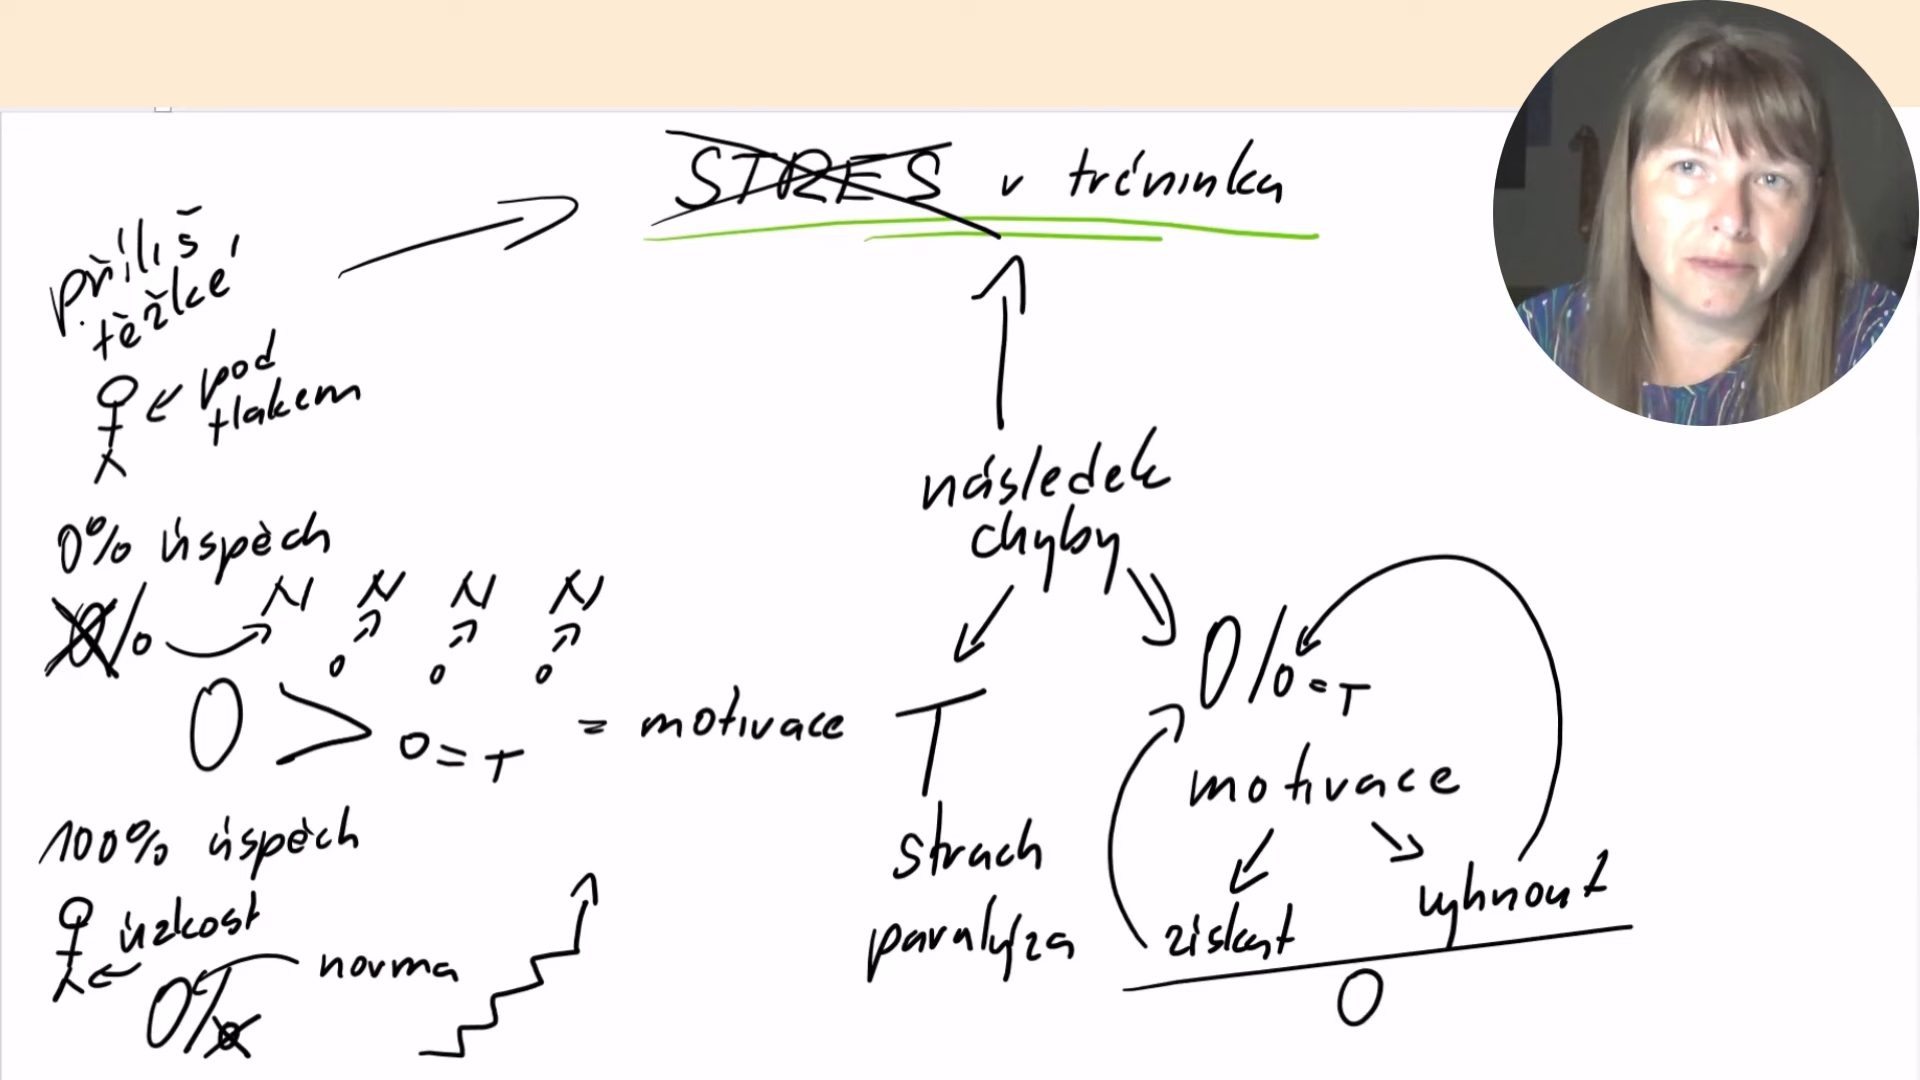 STRES v tréninku
příliš
těžké
pod
tlakem
0% úspěch
0/o N N N N
o o o
O > o = T = motivace
100% úspěch
úzkost
norma
0/o
následek
chyby
T
strach
paralýza
0/o = T
motivace
získat
vyhnout
O